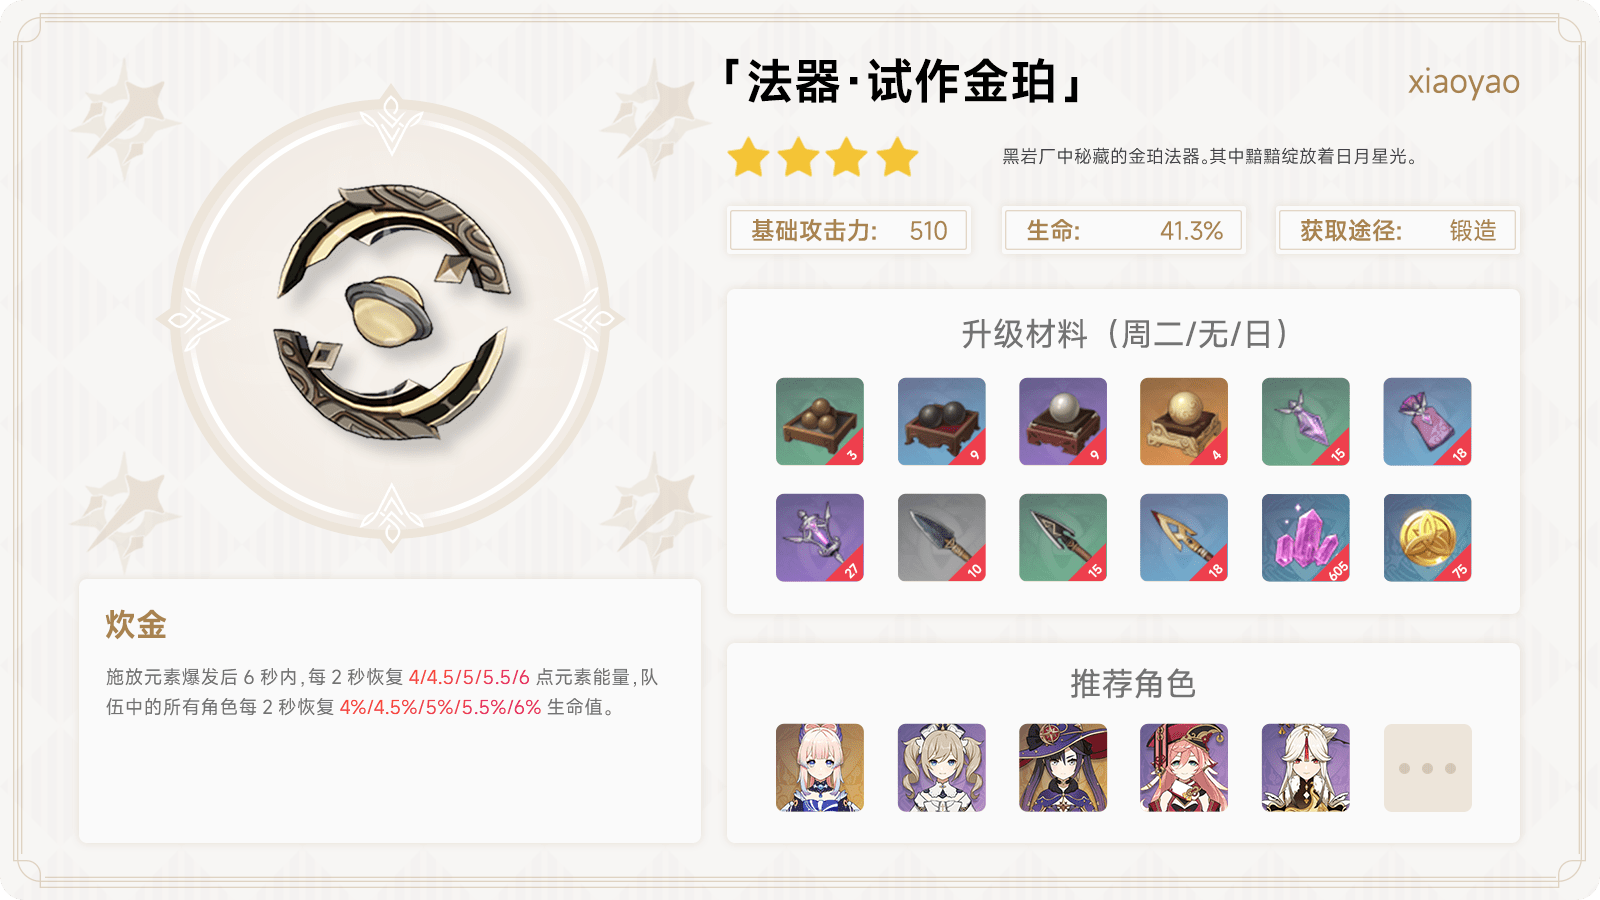 「法器·试作金珀」
xiaoyao
黑岩厂中秘藏的金珀法器。其中黯黯绽放着日月星光。
基础攻击力: 510
生命: 41.3%
获取途径: 锻造
升级材料（周二/无/日）
3 9 9 4 15 18
27 10 15 18 605 75
炊金
施放元素爆发后 6 秒内,每 2 秒恢复 4/4.5/5/5.5/6 点元素能量,队
伍中的所有角色每 2 秒恢复 4%/4.5%/5%/5.5%/6% 生命值。
推荐角色